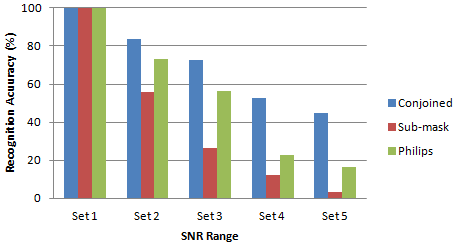 100
80
60
40
20
0
Recognition Acuuracy (%)
Set 1 Set 2 Set 3 Set 4 Set 5
SNR Range
Conjoined
Sub-mask
Philips